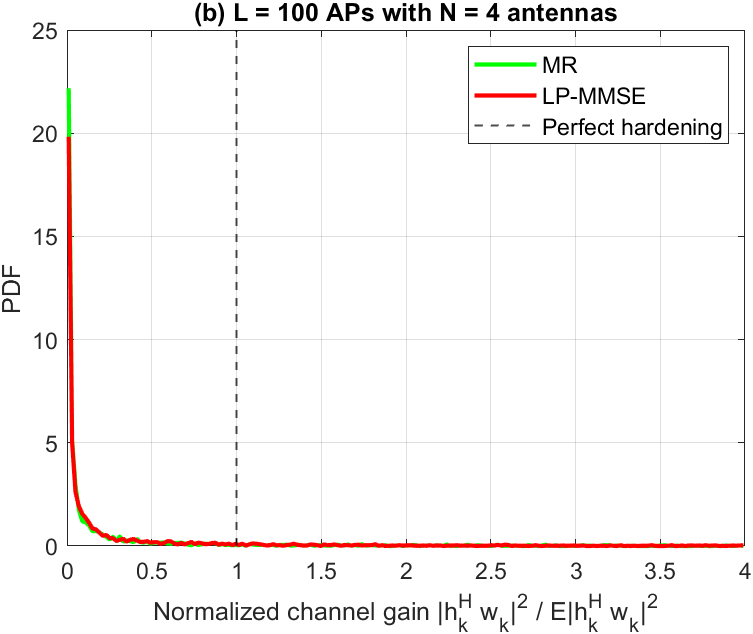 (b) L = 100 APs with N = 4 antennas
25
20
15
10
5
0
PDF
MR
LP-MMSE
Perfect hardening
0 0.5 1 1.5 2 2.5 3 3.5 4
Normalized channel gain |h_k^H w_k|^2 / E|h_k^H w_k|^2